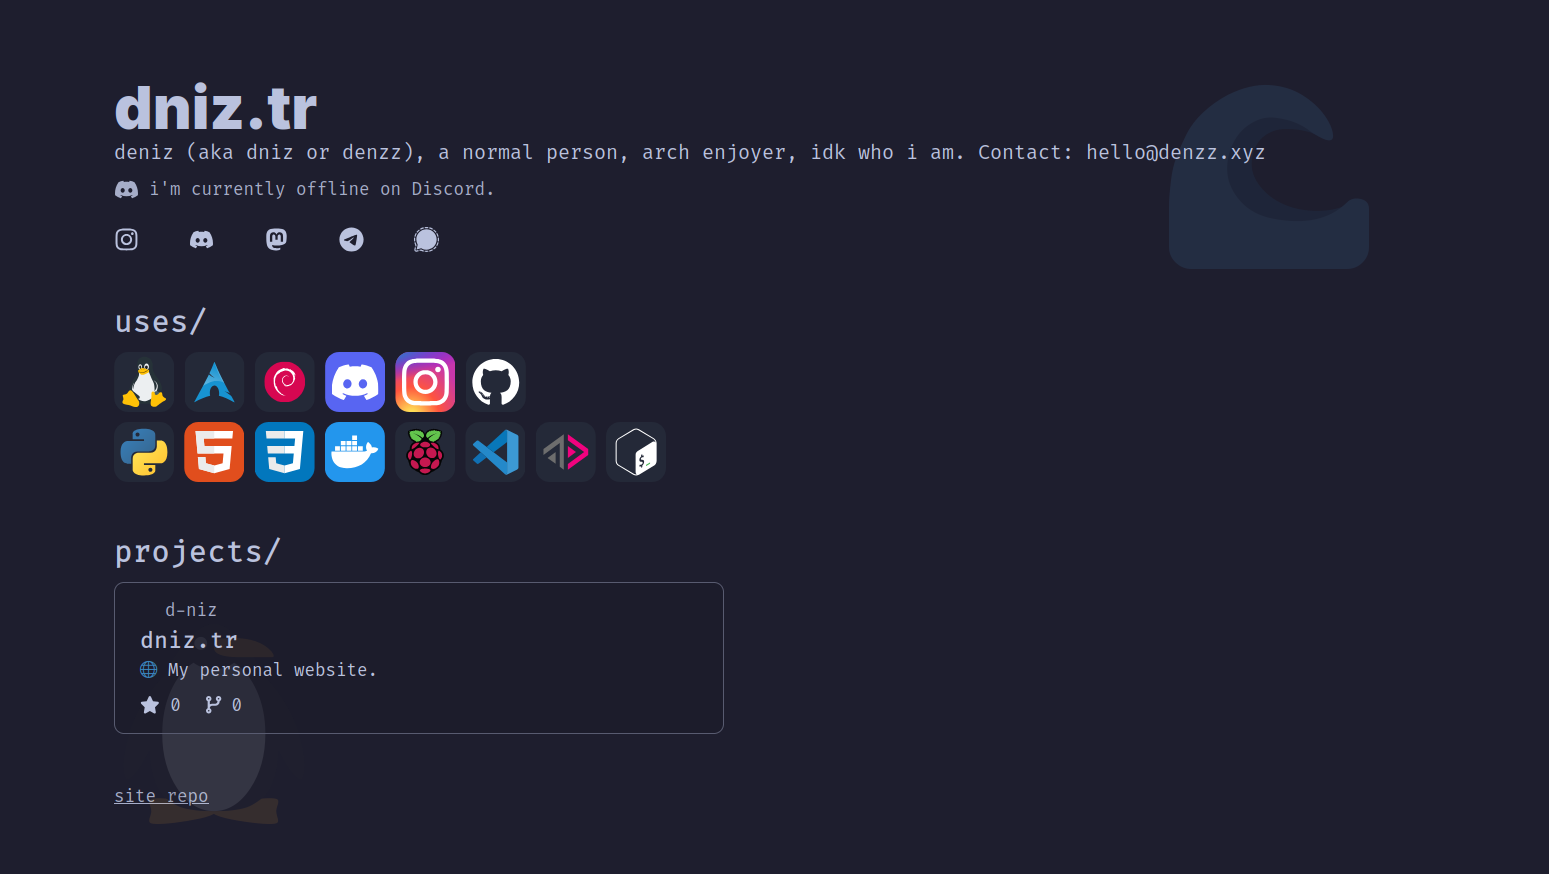 dniz.tr
deniz (aka dniz or denzz), a normal person, arch enjoyer, idk who i am. Contact: hello@denzz.xyz
i'm currently offline on Discord.
uses/
projects/
d-niz
dniz.tr
My personal website.
0 0
site repo